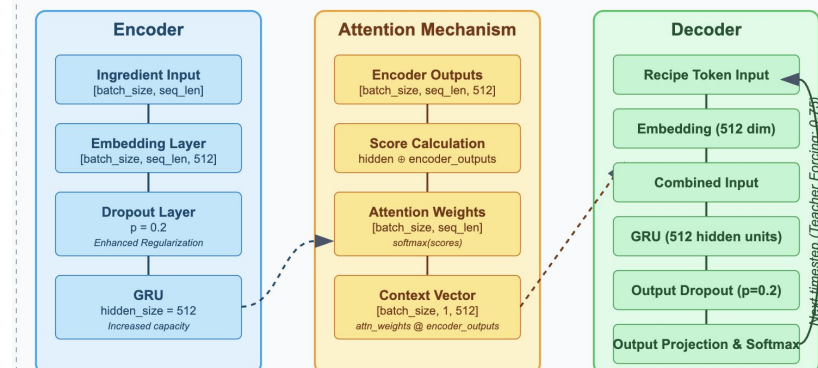 Encoder
Ingredient Input
[batch_size, seq_len]
Embedding Layer
[batch_size, seq_len, 512]
Dropout Layer
p = 0.2
Enhanced Regularization
GRU
hidden_size = 512
Increased capacity
Attention Mechanism
Encoder Outputs
[batch_size, seq_len, 512]
Score Calculation
hidden ⊕ encoder_outputs
Attention Weights
[batch_size, seq_len]
softmax(scores)
Context Vector
[batch_size, 1, 512]
attn_weights @ encoder_outputs
Decoder
Recipe Token Input
Embedding (512 dim)
Combined Input
GRU (512 hidden units)
Output Dropout (p=0.2)
Output Projection & Softmax
Next timestep (Teacher Forcing: 0.75)